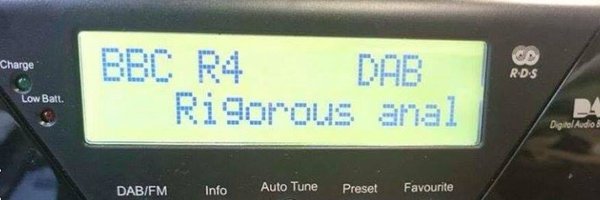 Charge
Low Batt.
BBC R4 DAB
Rigorous anal
R·D·S
Digital Audio
DAB/FM Info Auto Tune Preset Favourite